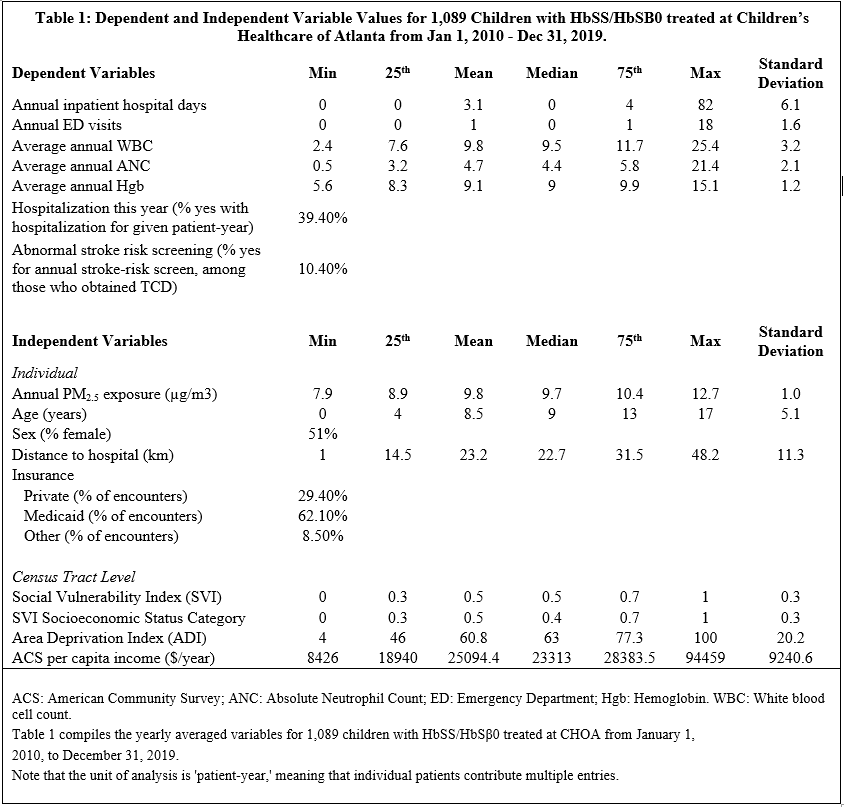 Table 1: Dependent and Independent Variable Values for 1,089 Children with HbSS/HbSB0 treated at Children's
Healthcare of Atlanta from Jan 1, 2010 - Dec 31, 2019.
Dependent Variables Min 25th Mean Median 75th Max Standard Deviation
Annual inpatient hospital days 0 0 3.1 0 4 82 6.1
Annual ED visits 0 0 1 0 1 18 1.6
Average annual WBC 2.4 7.6 9.8 9.5 11.7 25.4 3.2
Average annual ANC 0.5 3.2 4.7 4.4 5.8 21.4 2.1
Average annual Hgb 5.6 8.3 9.1 9 9.9 15.1 1.2
Hospitalization this year (% yes with
hospitalization for given patient-year) 39.40%
Abnormal stroke risk screening (% yes
for annual stroke-risk screen, among 10.40%
those who obtained TCD)
Independent Variables Min 25th Mean Median 75th Max Standard Deviation
Individual
Annual PM2.5 exposure (µg/m3) 7.9 8.9 9.8 9.7 10.4 12.7 1.0
Age (years) 0 4 8.5 9 13 17 5.1
Sex (% female) 51%
Distance to hospital (km) 1 14.5 23.2 22.7 31.5 48.2 11.3
Insurance
Private (% of encounters) 29.40%
Medicaid (% of encounters) 62.10%
Other (% of encounters) 8.50%
Census Tract Level
Social Vulnerability Index (SVI) 0 0.3 0.5 0.5 0.7 1 0.3
SVI Socioeconomic Status Category 0 0.3 0.5 0.4 0.7 1 0.3
Area Deprivation Index (ADI) 4 46 60.8 63 77.3 100 20.2
ACS per capita income ($/year) 8426 18940 25094.4 23313 28383.5 94459 9240.6
ACS: American Community Survey; ANC: Absolute Neutrophil Count; ED: Emergency Department; Hgb: Hemoglobin. WBC: White blood
cell count.
Table 1 compiles the yearly averaged variables for 1,089 children with HbSS/HbSβ0 treated at CHOA from January 1,
2010, to December 31, 2019.
Note that the unit of analysis is 'patient-year,' meaning that individual patients contribute multiple entries.